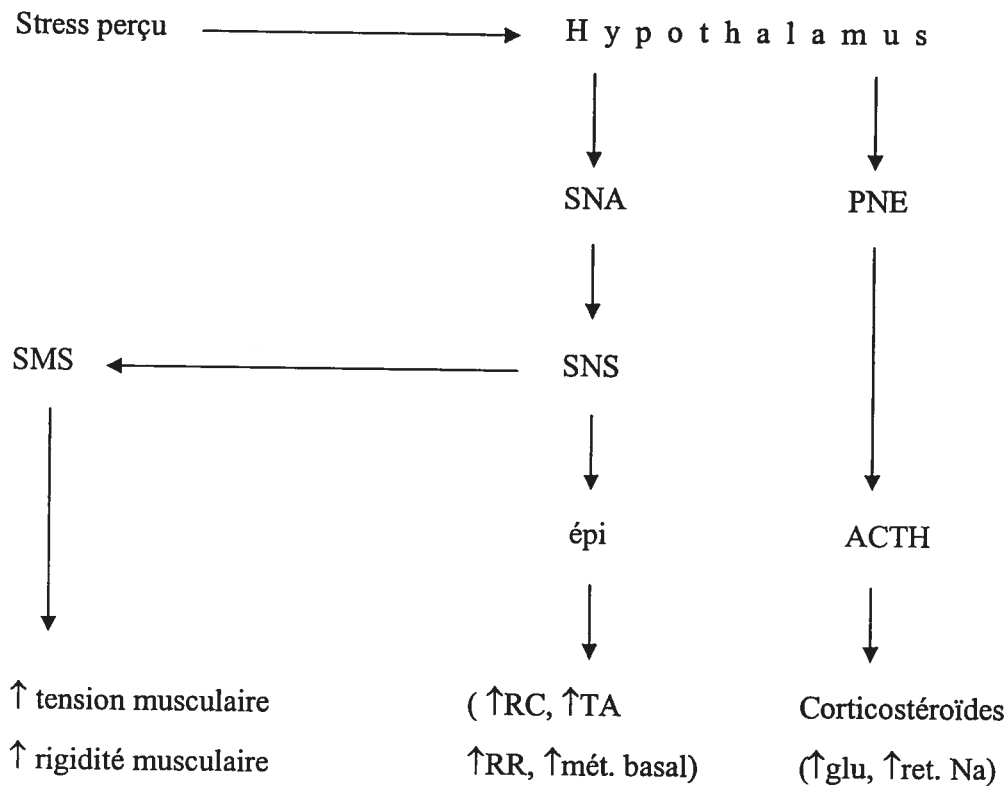 Stress perçu
H y p o t h a l a m u s
SNA
PNE
SMS
SNS
épi
ACTH
↑ tension musculaire
( ↑RC, ↑TA
Corticostéroïdes
↑ rigidité musculaire
↑RR, ↑mét. basal)
(↑glu, ↑ret. Na)